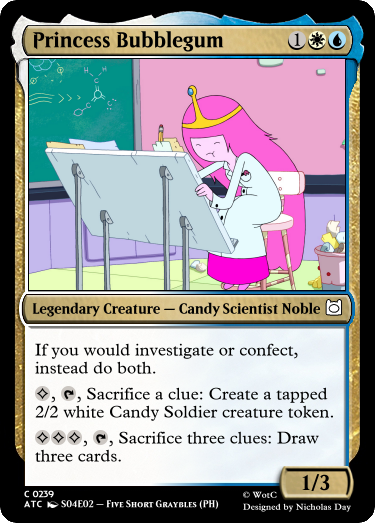 Princess Bubblegum 1
Legendary Creature — Candy Scientist Noble
If you would investigate or confect,
instead do both.
, , Sacrifice a clue: Create a tapped
2/2 white Candy Soldier creature token.
, , Sacrifice three clues: Draw
three cards.
1/3
C 0239
ATC S04E02 – Five Short Graybles (PH)
© WotC
Designed by Nicholas Day